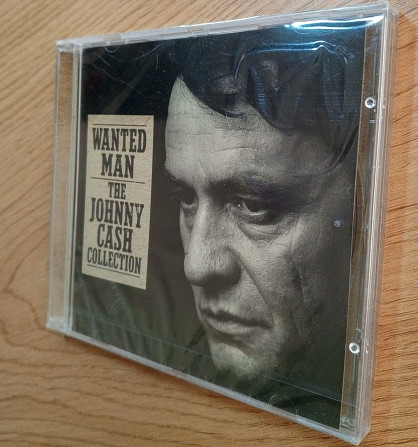 WANTED
MAN
THE
JOHNNY
CASH
COLLECTION